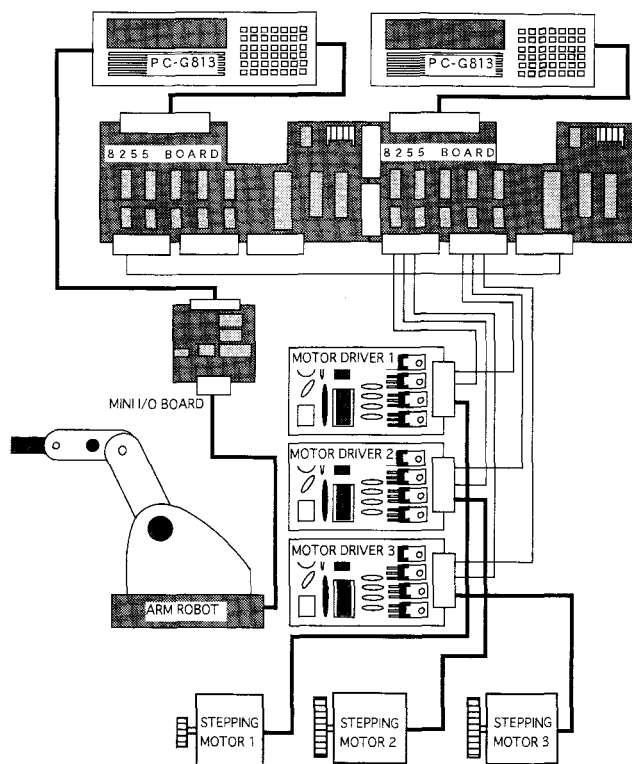 PC-G813
PC-G813
8255 BOARD
8255 BOARD
MINI I/O BOARD
MOTOR DRIVER 1
MOTOR DRIVER 2
MOTOR DRIVER 3
ARM ROBOT
STEPPING
MOTOR 1
STEPPING
MOTOR 2
STEPPING
MOTOR 3